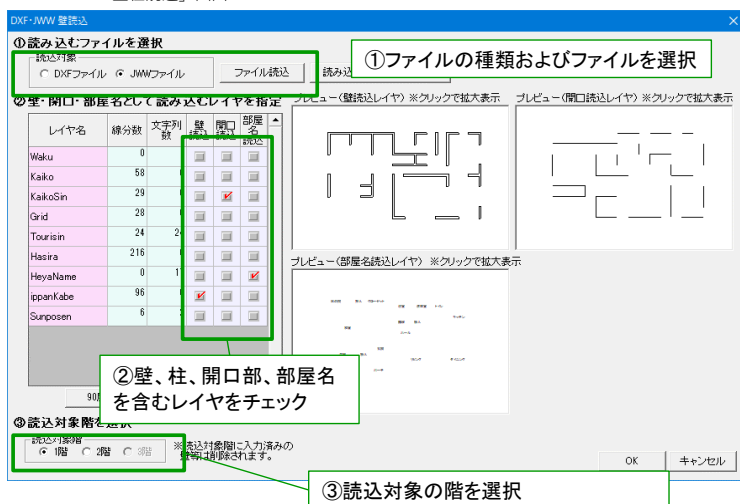 DXF・JWW 壁読込
①読み込むファイルを選択
読込対象
DXFファイル JWWファイル
ファイル読込
読み込
①ファイルの種類およびファイルを選択
②壁・開口・部屋名として読み込むレイヤを指定
レイヤ名 線分数 文字列数 壁読込 開口読込 部屋名読込
Waku 0
Kaiko 58
KaikoSin 29
Grid 28
Tourisin 24
Hasira 216
HeyaName 0
ippanKabe 96
Sunposen 6
プレビュー(壁読込レイヤ) ※クリックで拡大表示
プレビュー(開口読込レイヤ) ※クリックで拡大表示
プレビュー(部屋名読込レイヤ) ※クリックで拡大表示
②壁、柱、開口部、部屋名
を含むレイヤをチェック
③読込対象階を選択
読込対象階
1階 2階 3階
※読込対象階に入力済みの
壁等は削除されます。
OK キャンセル
③読込対象の階を選択